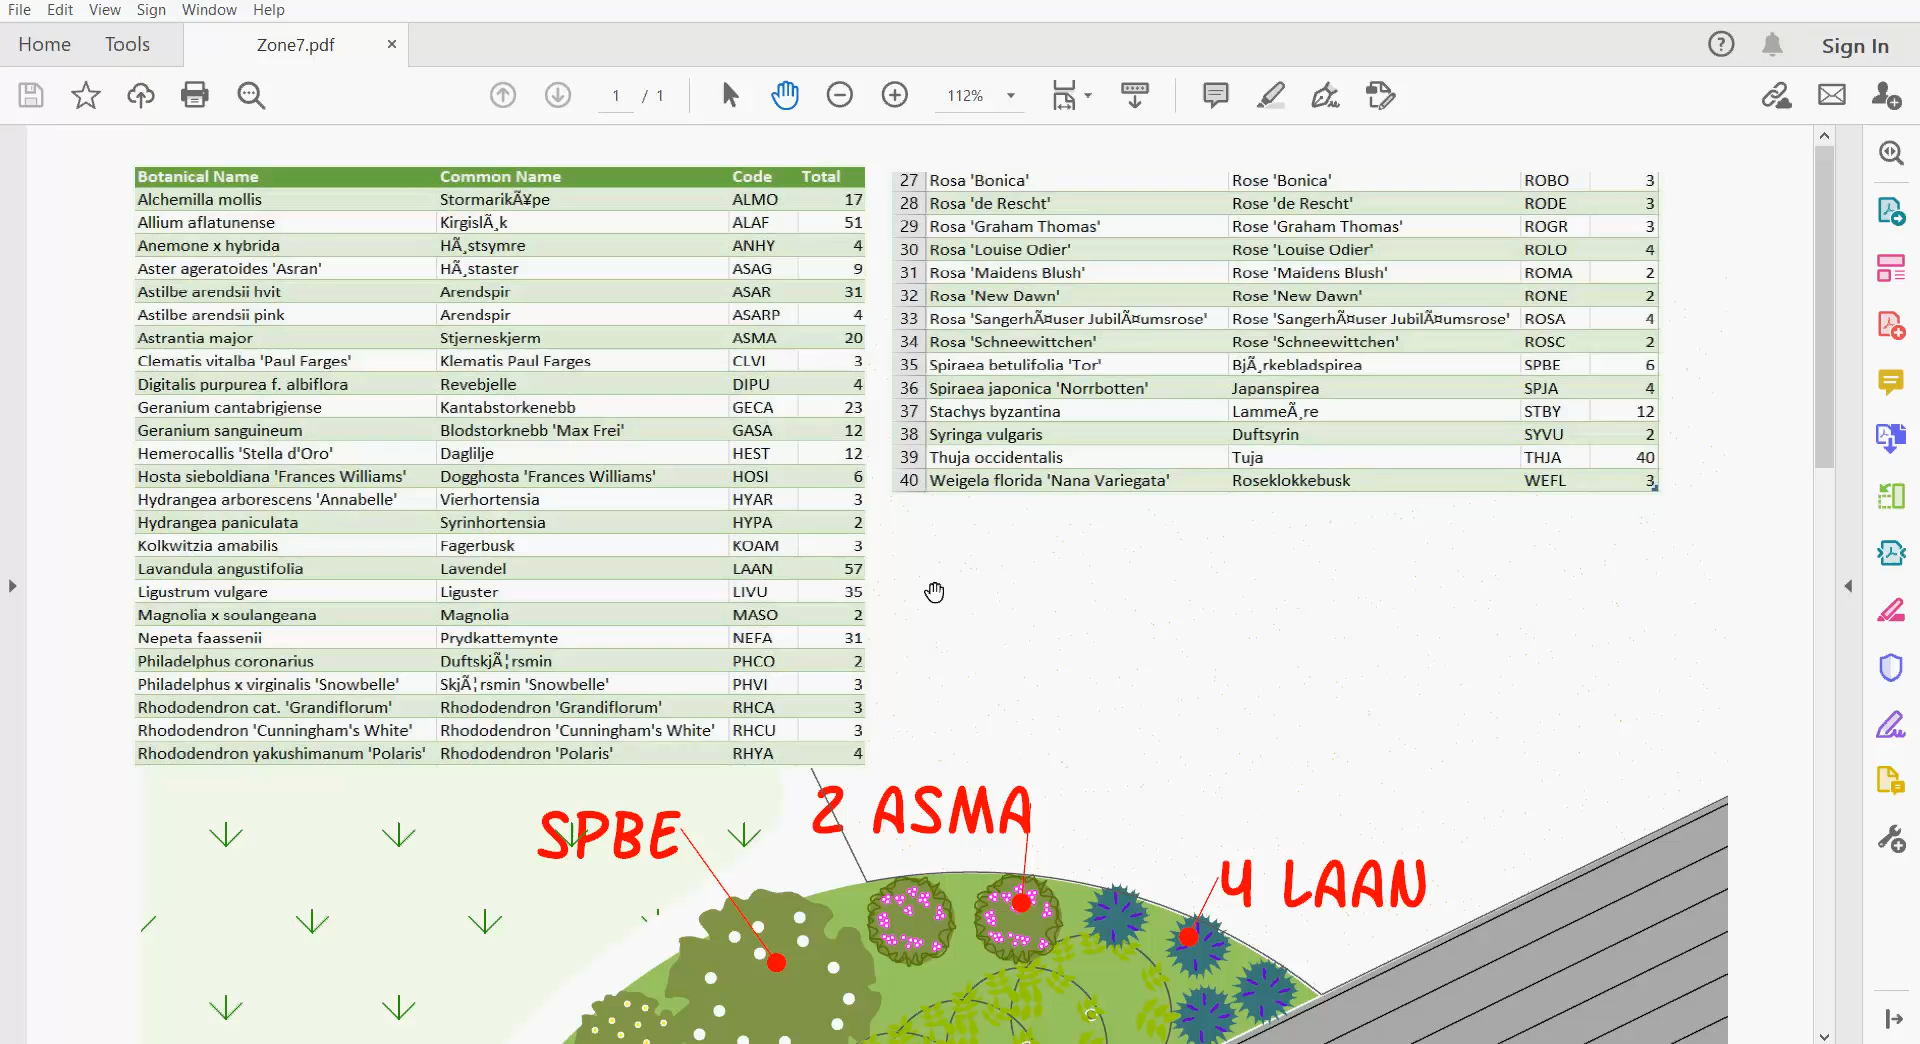 File Edit View Sign Window Help
Home Tools Zone7.pdf × Sign In
1 / 1 112%
Botanical Name Common Name Code Total
Alchemilla mollis StormarikÃ¥pe ALMO 17
Allium aflatunense KirgislÃ¸k ALAF 51
Anemone x hybrida HÃ¸stsymre ANHY 4
Aster ageratoides 'Asran' HÃ¸staster ASAG 9
Astilbe arendsii hvit Arendspir ASAR 31
Astilbe arendsii pink Arendspir ASARP 4
Astrantia major Stjerneskjerm ASMA 20
Clematis vitalba 'Paul Farges' Klematis Paul Farges CLVI 3
Digitalis purpurea f. albiflora Revebjelle DIPU 4
Geranium cantabrigiense Kantabstorkenebb GECA 23
Geranium sanguineum Blodstorknebb 'Max Frei' GASA 12
Hemerocallis 'Stella d'Oro' Daglilje HEST 12
Hosta sieboldiana 'Frances Williams' Dogghosta 'Frances Williams' HOSI 6
Hydrangea arborescens 'Annabelle' Vierhortensia HYAR 3
Hydrangea paniculata Syrinhortensia HYPA 2
Kolkwitzia amabilis Fagerbusk KOAM 3
Lavandula angustifolia Lavendel LAAN 57
Ligustrum vulgare Liguster LIVU 35
Magnolia x soulangeana Magnolia MASO 2
Nepeta faassenii Prydkattemynte NEFA 31
Philadelphus coronarius DuftskjÃ¦rsmin PHCO 2
Philadelphus x virginalis 'Snowbelle' SkjÃ¦rsmin 'Snowbelle' PHVI 3
Rhododendron cat. 'Grandiflorum' Rhododendron 'Grandiflorum' RHCA 3
Rhododendron 'Cunningham's White' Rhododendron 'Cunningham's White' RHCU 3
Rhododendron yakushimanum 'Polaris' Rhododendron 'Polaris' RHYA 4
27 Rosa 'Bonica' Rose 'Bonica' ROBO 3
28 Rosa 'de Rescht' Rose 'de Rescht' RODE 3
29 Rosa 'Graham Thomas' Rose 'Graham Thomas' ROGR 3
30 Rosa 'Louise Odier' Rose 'Louise Odier' ROLO 4
31 Rosa 'Maidens Blush' Rose 'Maidens Blush' ROMA 2
32 Rosa 'New Dawn' Rose 'New Dawn' RONE 2
33 Rosa 'SangerhÃ¤user JubilÃ¤umsrose' Rose 'SangerhÃ¤user JubilÃ¤umsrose' ROSA 4
34 Rosa 'Schneewittchen' Rose 'Schneewittchen' ROSC 2
35 Spiraea betulifolia 'Tor' BjÃ¸rkebladspirea SPBE 6
36 Spiraea japonica 'Norrbotten' Japanspirea SPJA 4
37 Stachys byzantina LammeÃ¸re STBY 12
38 Syringa vulgaris Duftsyrin SYVU 2
39 Thuja occidentalis Tuja THJA 40
40 Weigela florida 'Nana Variegata' Roseklokkebusk WEFL 3
SPBE
2 ASMA
4 LAAN